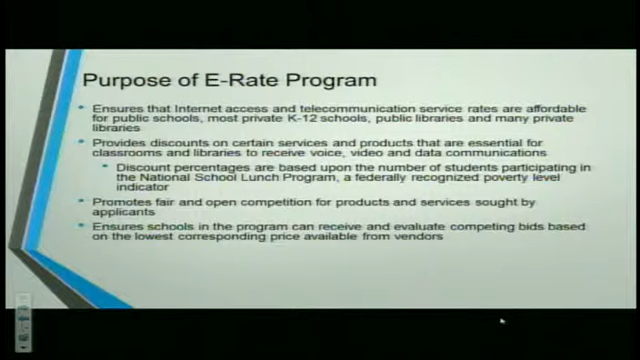 Purpose of E-Rate Program
Ensures that Internet access and telecommunication service rates are affordable
for public schools, most private K-12 schools, public libraries and many private
libraries
Provides discounts on certain services and products that are essential for
classrooms and libraries to receive voice, video and data communications
Discount percentages are based upon the number of students participating in
the National School Lunch Program, a federally recognized poverty level
indicator
Promotes fair and open competition for products and services sought by
applicants
Ensures schools in the program can receive and evaluate competing bids based
on the lowest corresponding price available from vendors